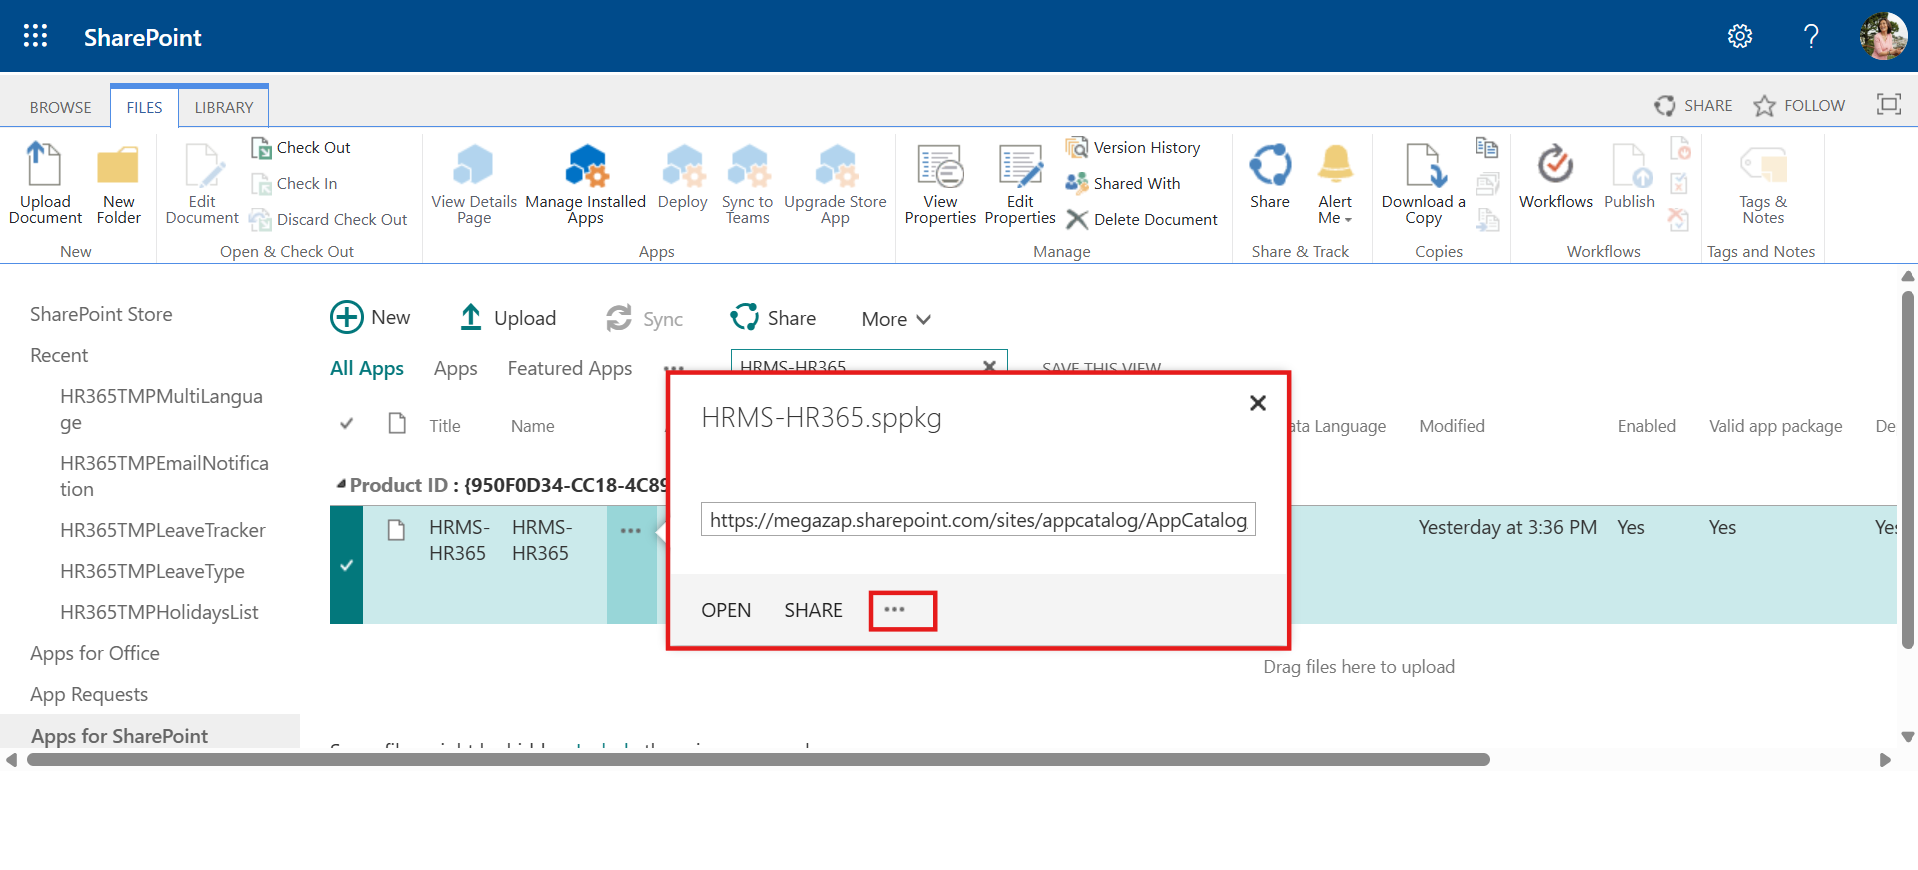 SharePoint
BROWSE FILES LIBRARY SHARE FOLLOW
Upload Document
New Folder
New
Edit Document
Check Out
Check In
Discard Check Out
Open & Check Out
View Details Page
Manage Installed Apps
Deploy
Sync to Teams
Upgrade Store App
Apps
View Properties
Edit Properties
Version History
Shared With
Delete Document
Manage
Share
Alert Me
Share & Track
Download a Copy
Copies
Workflows
Publish
Workflows
Tags & Notes
Tags and Notes
SharePoint Store
Recent
HR365TMPMultiLangua
ge
HR365TMPEmailNotifica
tion
HR365TMPLeaveTracker
HR365TMPLeaveType
HR365TMPHolidaysList
Apps for Office
App Requests
Apps for SharePoint
New Upload Sync Share More
All Apps Apps Featured Apps ••• HRMS-HR365 SAVE THIS VIEW
Title Name ata Language Modified Enabled Valid app package De
Product ID : {950F0D34-CC18-4C89
HRMS-
HR365
HRMS-
HR365
•••
Yesterday at 3:36 PM Yes Yes Yes
HRMS-HR365.sppkg
https://megazap.sharepoint.com/sites/appcatalog/AppCatalog
OPEN SHARE •••
Drag files here to upload